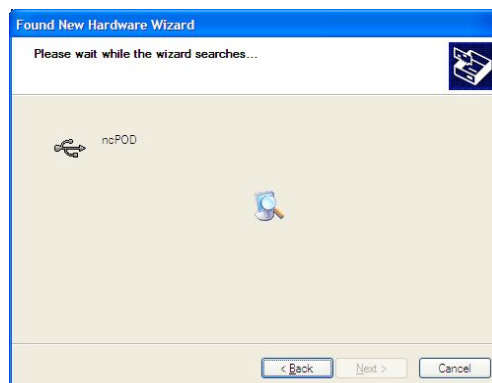 Found New Hardware Wizard
Please wait while the wizard searches...
ncPOD
< Back
Next >
Cancel